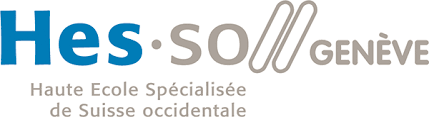 Hes·so GENÈVE
Haute Ecole Spécialisée
de Suisse occidentale